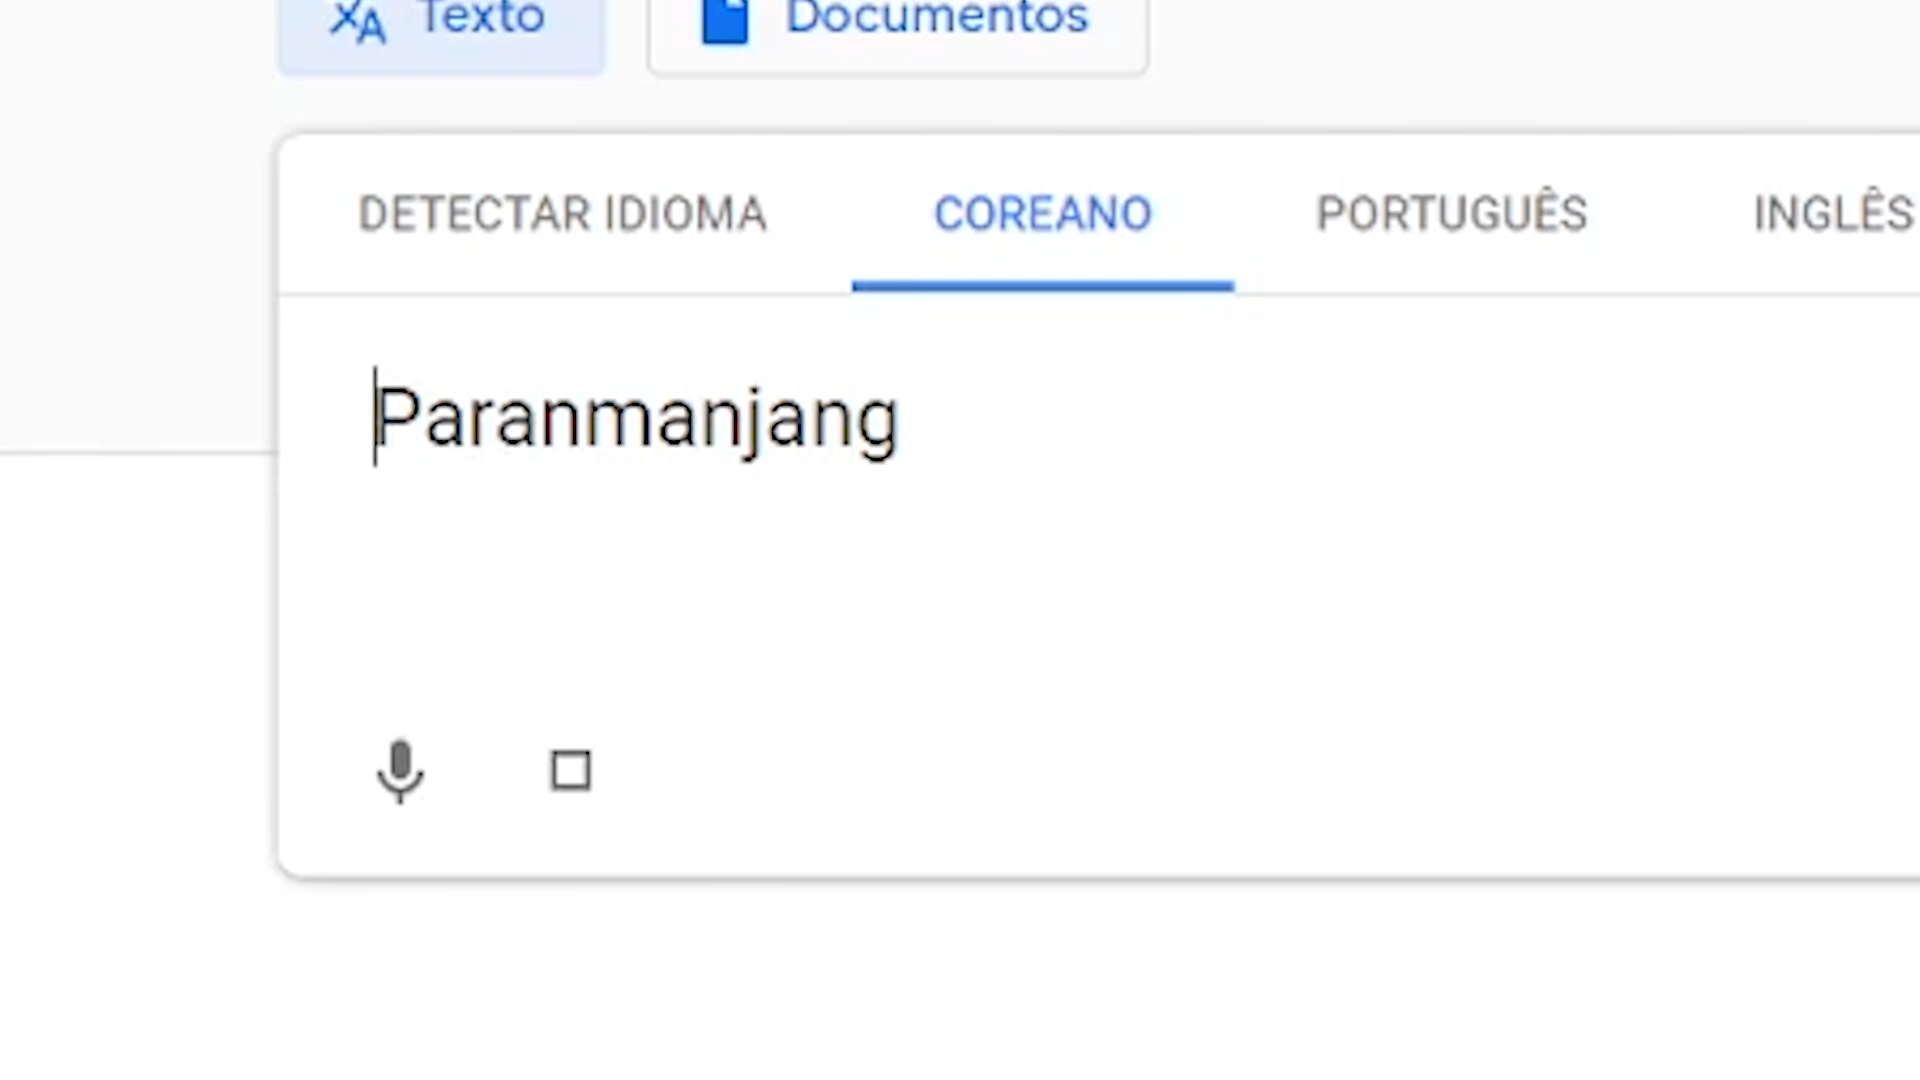 Texto Documentos
DETECTAR IDIOMA COREANO PORTUGUÊS INGLÊS
Paranmanjang